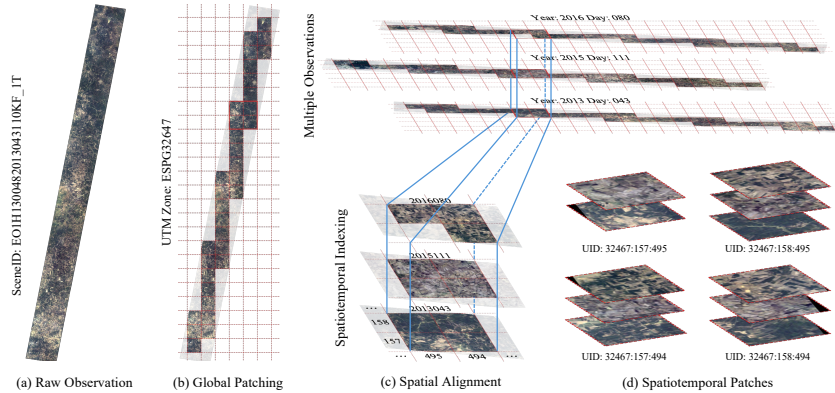 SceneID: EO1H1300482013043110KF_1T
(a) Raw Observation
UTM Zone: ESPG32647
(b) Global Patching
Multiple Observations
Year: 2016 Day: 080
Year: 2015 Day: 111
Year: 2013 Day: 043
Spatiotemporal Indexing
2016080
2015111
2013043
...
158
157
... 495 494 ...
(c) Spatial Alignment
UID: 32467:157:495
UID: 32467:158:495
UID: 32467:157:494
UID: 32467:158:494
(d) Spatiotemporal Patches